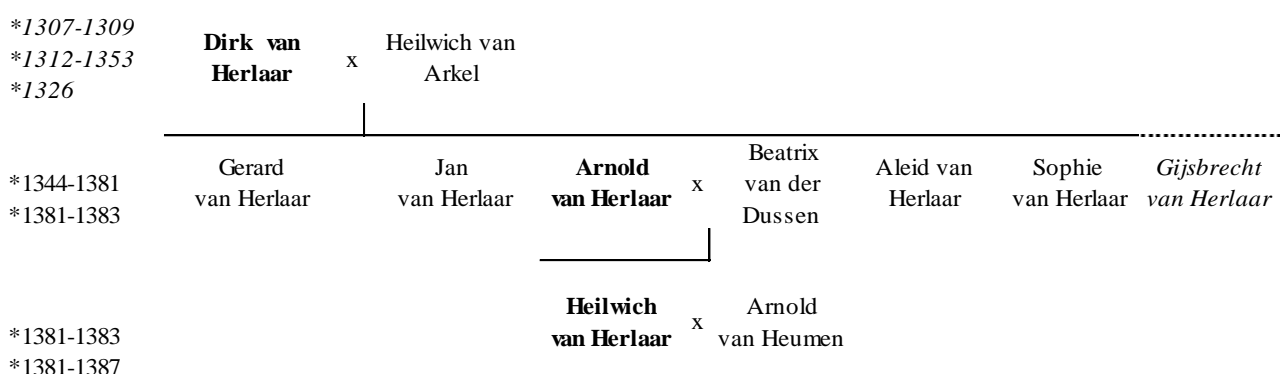 *1307-1309
*1312-1353
*1326
Dirk van
Herlaar
x
Heilwich van
Arkel
*1344-1381
*1381-1383
Gerard
van Herlaar
Jan
van Herlaar
Arnold
van Herlaar
x
Beatrix
van der
Dussen
Aleid van
Herlaar
Sophie
van Herlaar
Gijsbrecht
van Herlaar
*1381-1383
*1381-1387
Heilwich
van Herlaar
x
Arnold
van Heumen